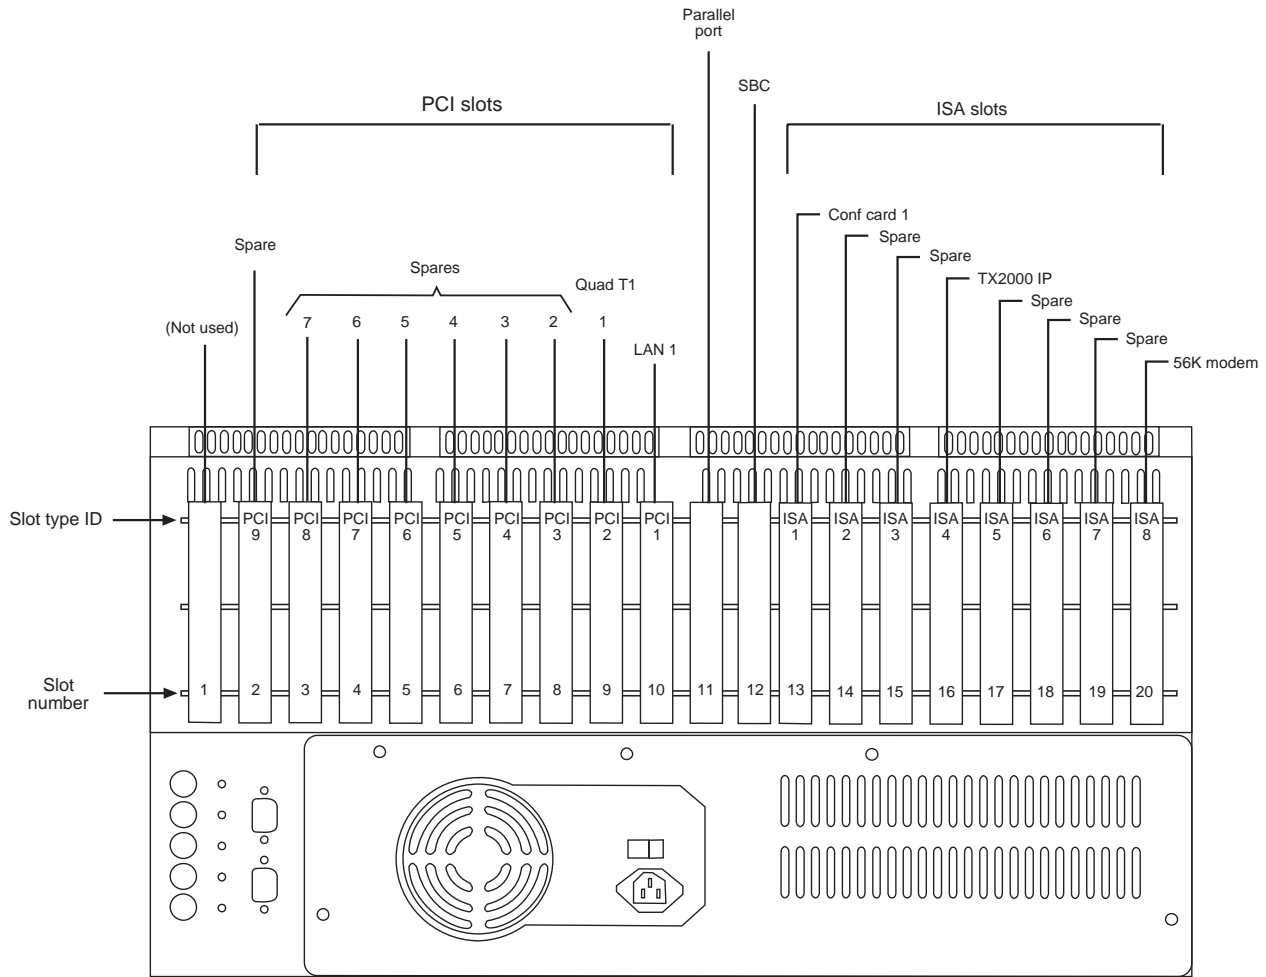 Parallel
port
SBC
PCI slots
ISA slots
Conf card 1
Spare
Spare
Spare
Spares
TX2000 IP
Quad T1
Spare
(Not used)
7 6 5 4 3 2 1
Spare
Spare
LAN 1
56K modem
Slot type ID
PCI PCI PCI PCI PCI PCI PCI PCI PCI ISA ISA ISA ISA ISA ISA ISA ISA
9 8 7 6 5 4 3 2 1 1 2 3 4 5 6 7 8
Slot
number
1 2 3 4 5 6 7 8 9 10 11 12 13 14 15 16 17 18 19 20